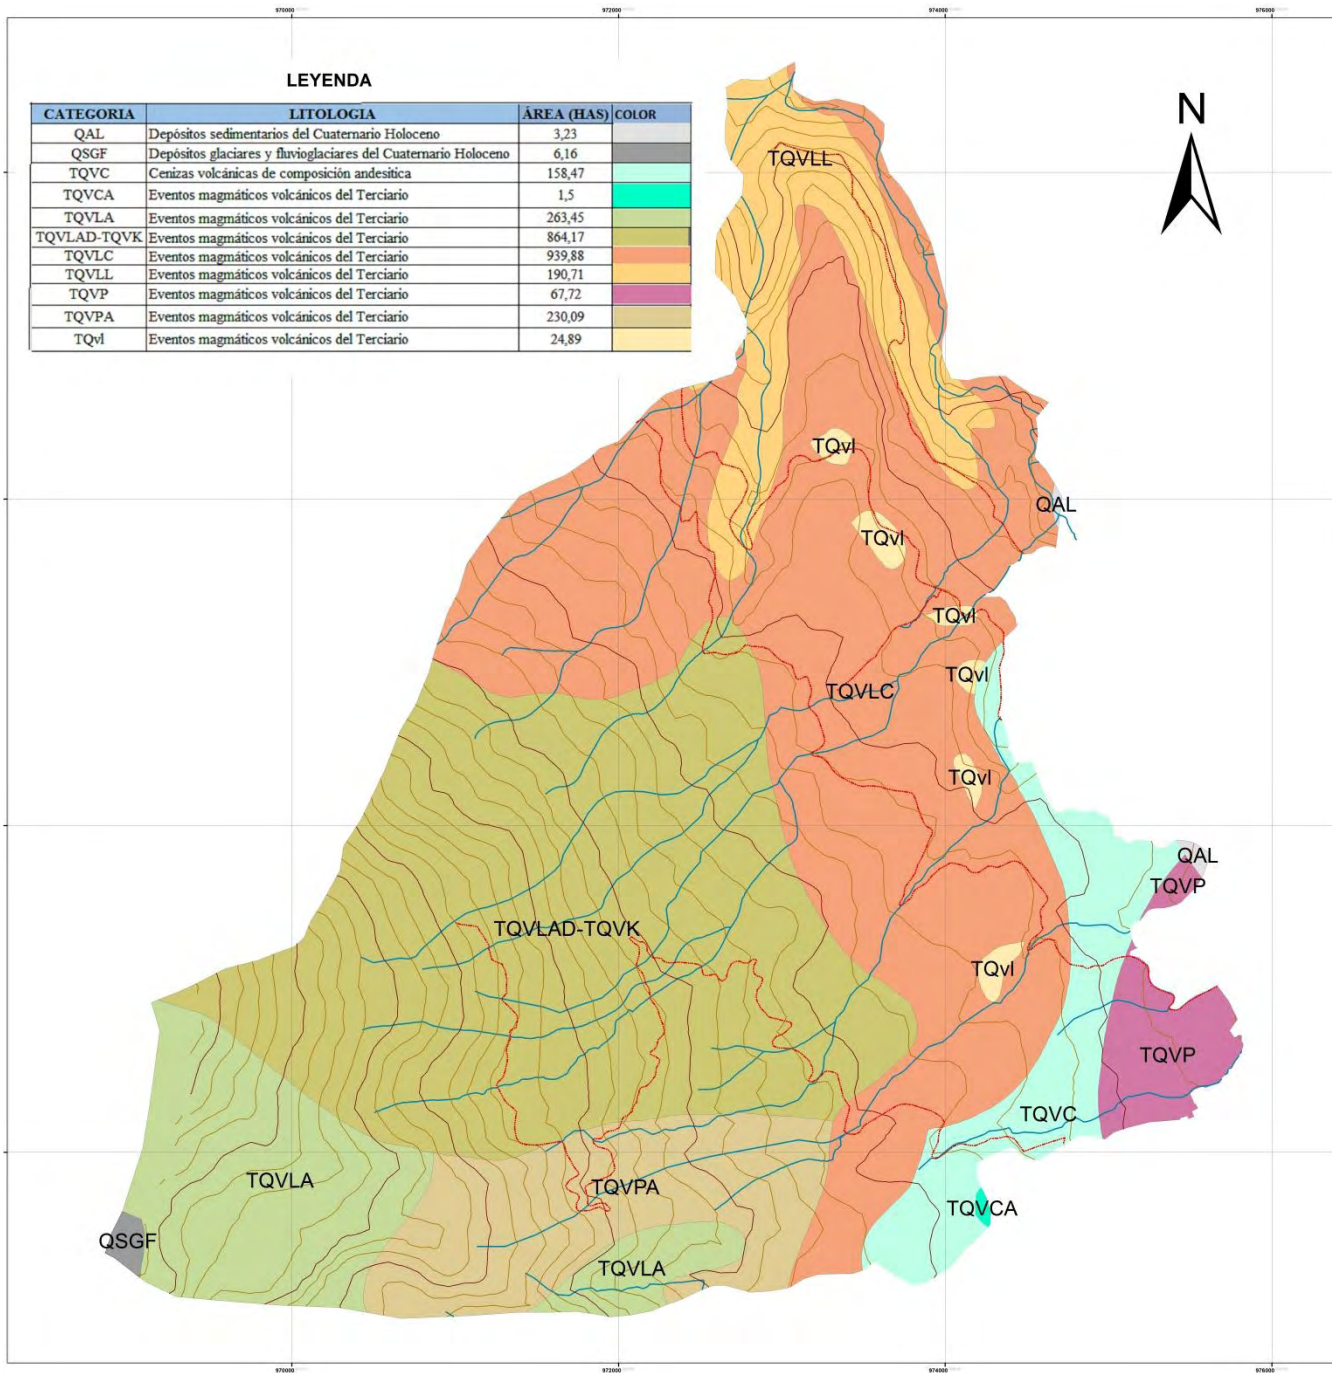 970000 972000 974000 976000
LEYENDA
CATEGORIA LITOLOGIA ÁREA (HAS) COLOR
QAL Depósitos sedimentarios del Cuaternario Holoceno 3,23
QSGF Depósitos glaciares y fluvioglaciares del Cuaternario Holoceno 6,16
TQVC Cenizas volcánicas de composición andesitica 158,47
TQVCA Eventos magmáticos volcánicos del Terciario 1,5
TQVLA Eventos magmáticos volcánicos del Terciario 263,45
TQVLAD-TQVK Eventos magmáticos volcánicos del Terciario 864,17
TQVLC Eventos magmáticos volcánicos del Terciario 939,88
TQVLL Eventos magmáticos volcánicos del Terciario 190,71
TQVP Eventos magmáticos volcánicos del Terciario 67,72
TQVPA Eventos magmáticos volcánicos del Terciario 230,09
TQvl Eventos magmáticos volcánicos del Terciario 24,89
N
TQVLL
TQvl
QAL
TQvl
TQvl
TQvl
TQVLC
TQvl
QAL
TQVP
TQVLAD-TQVK
TQvl
TQVP
TQVC
TQVLA
TQVPA
TQVCA
QSGF
TQVLA
970000 972000 974000 976000